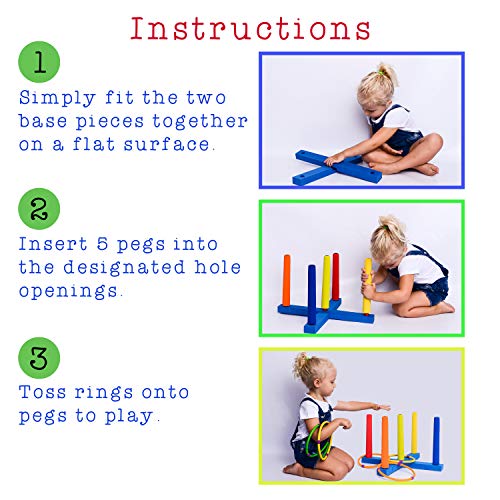 Instructions
1
Simply fit the two
base pieces together
on a flat surface.
2
Insert 5 pegs into
the designated hole
openings.
3
Toss rings onto
pegs to play.